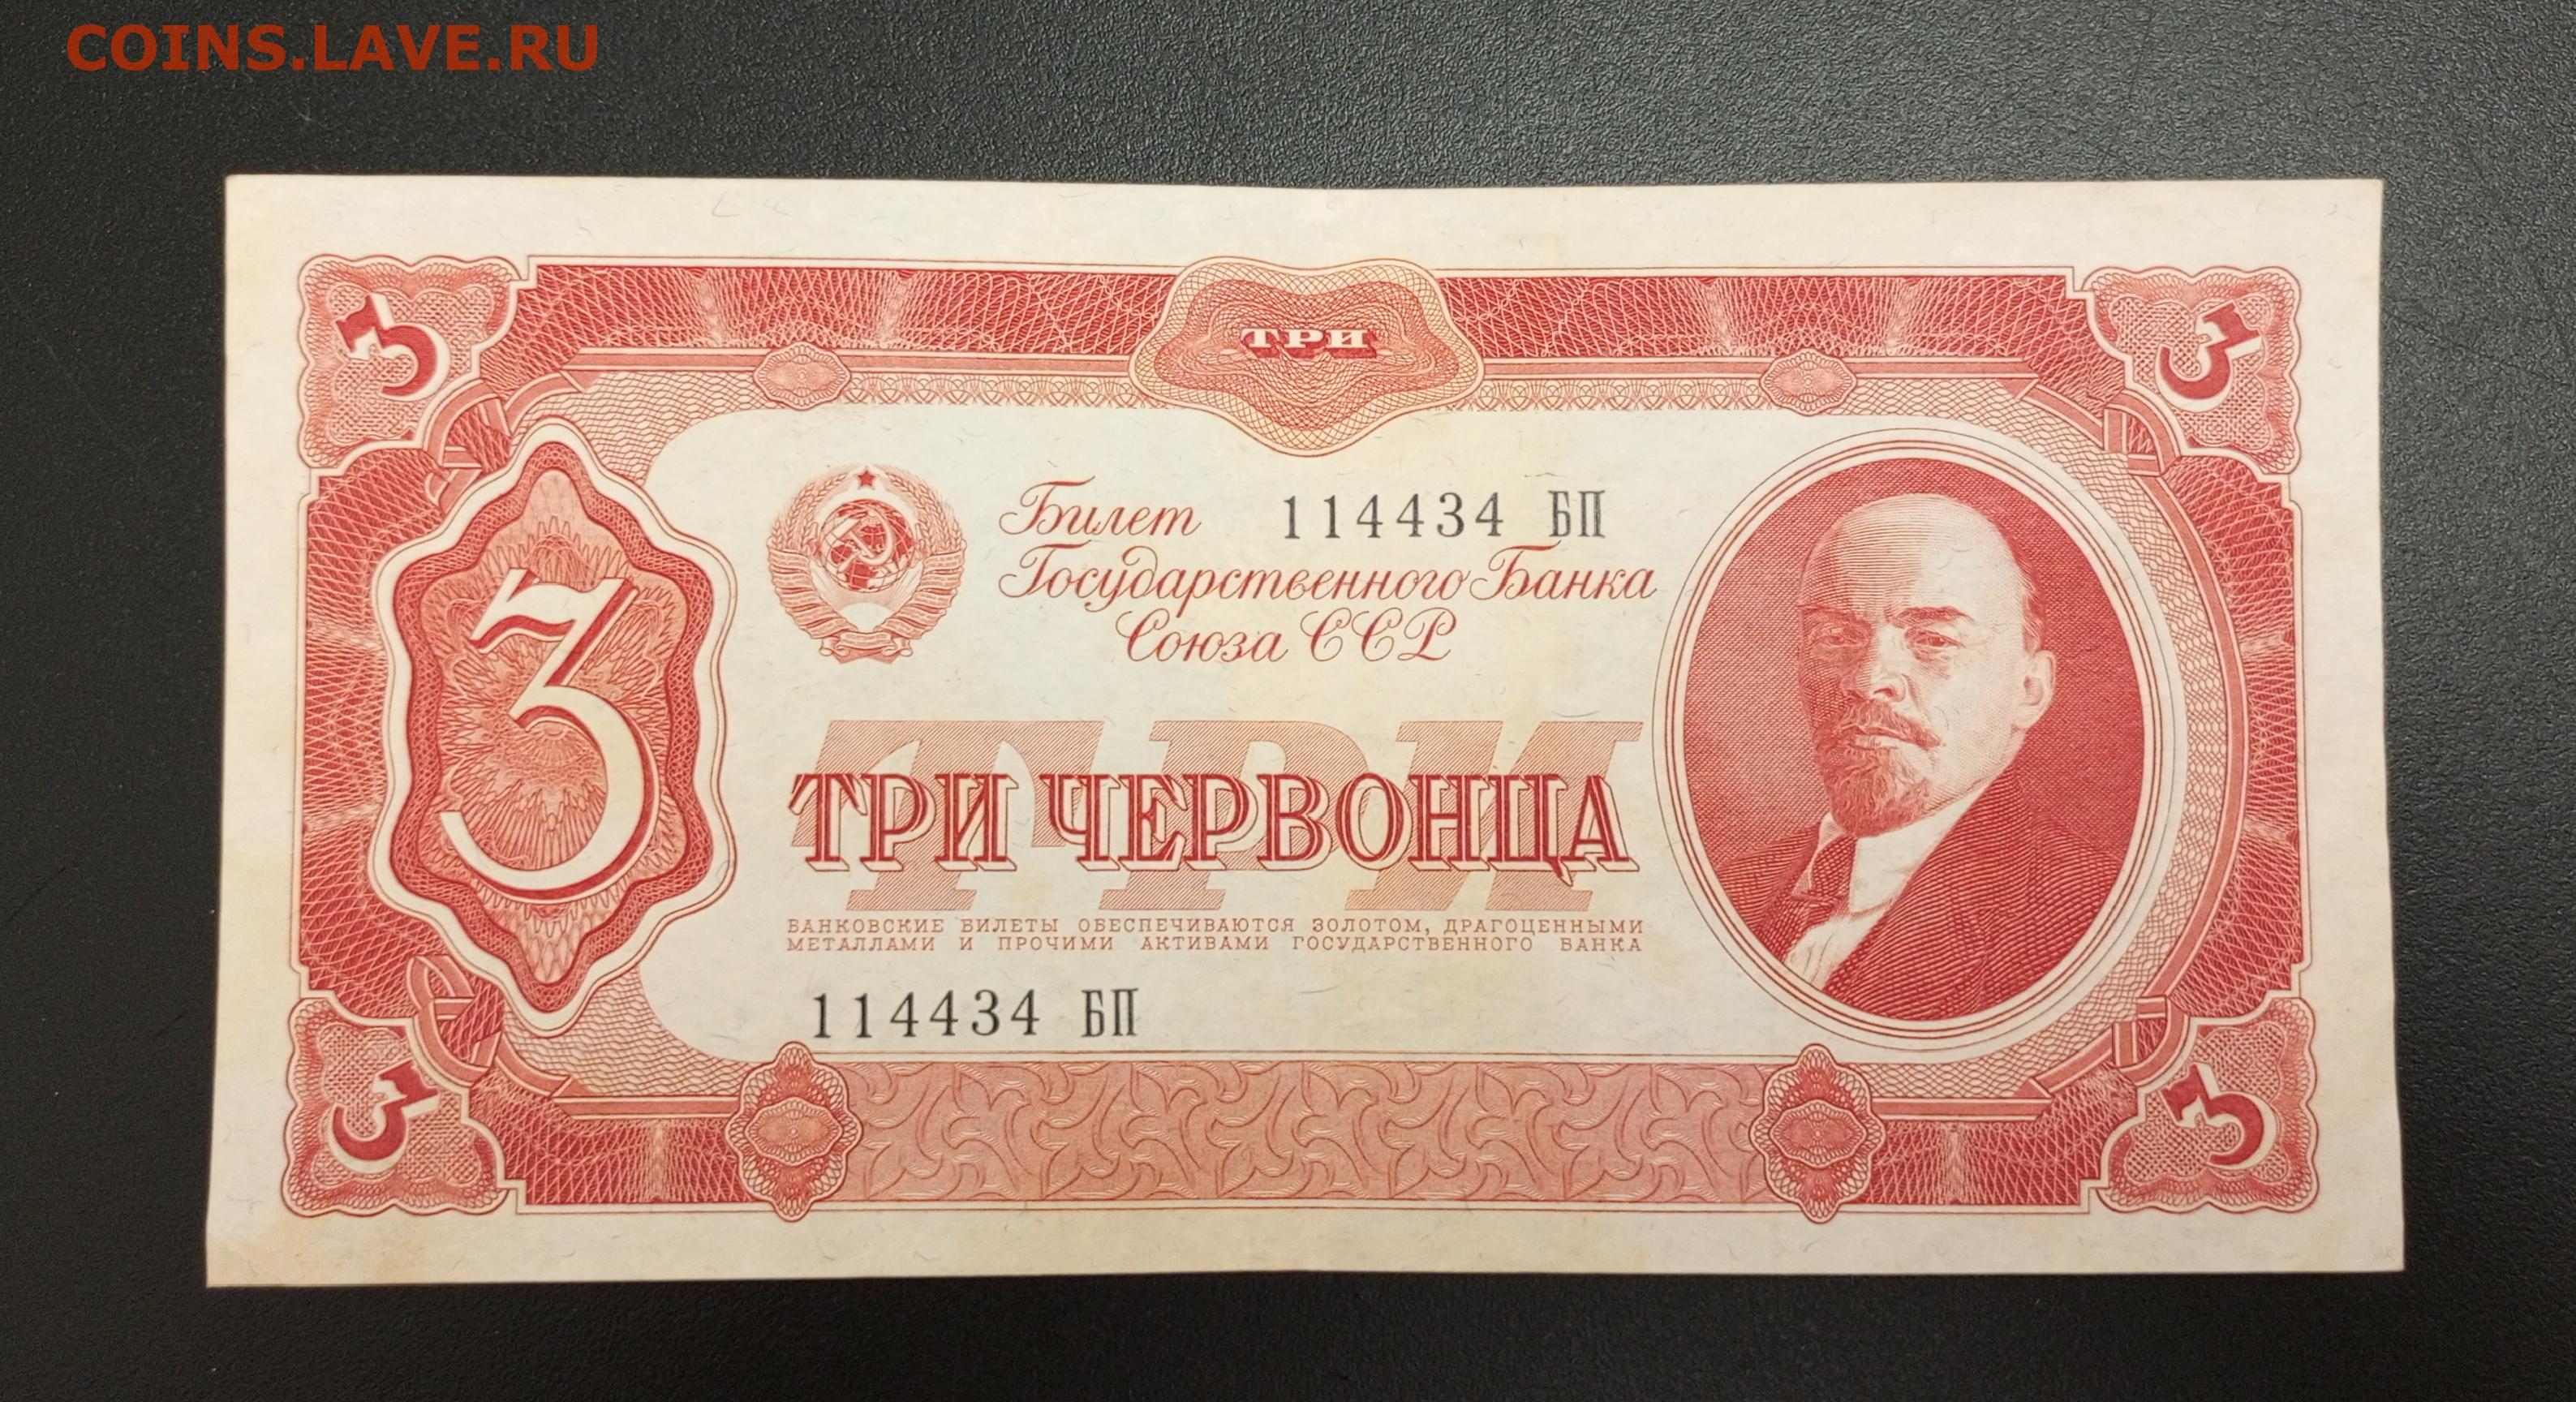 COINS.LAVE.RU
3
ТРИ
3
Билет 114434 БП
Государственного Банка
Союза ССР
3
ТРИ
ТРИ ЧЕРВОНЦА
БАНКОВСКИЕ БИЛЕТЫ ОБЕСПЕЧИВАЮТСЯ ЗОЛОТОМ, ДРАГОЦЕННЫМИ
МЕТАЛЛАМИ И ПРОЧИМИ АКТИВАМИ ГОСУДАРСТВЕННОГО БАНКА
114434 БП
3
3